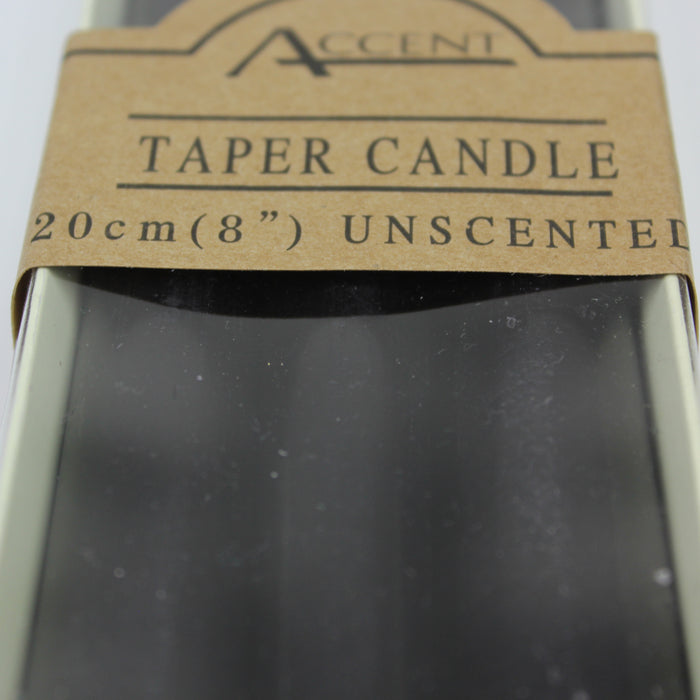 ACCENT
TAPER CANDLE
20cm(8") UNSCENTED